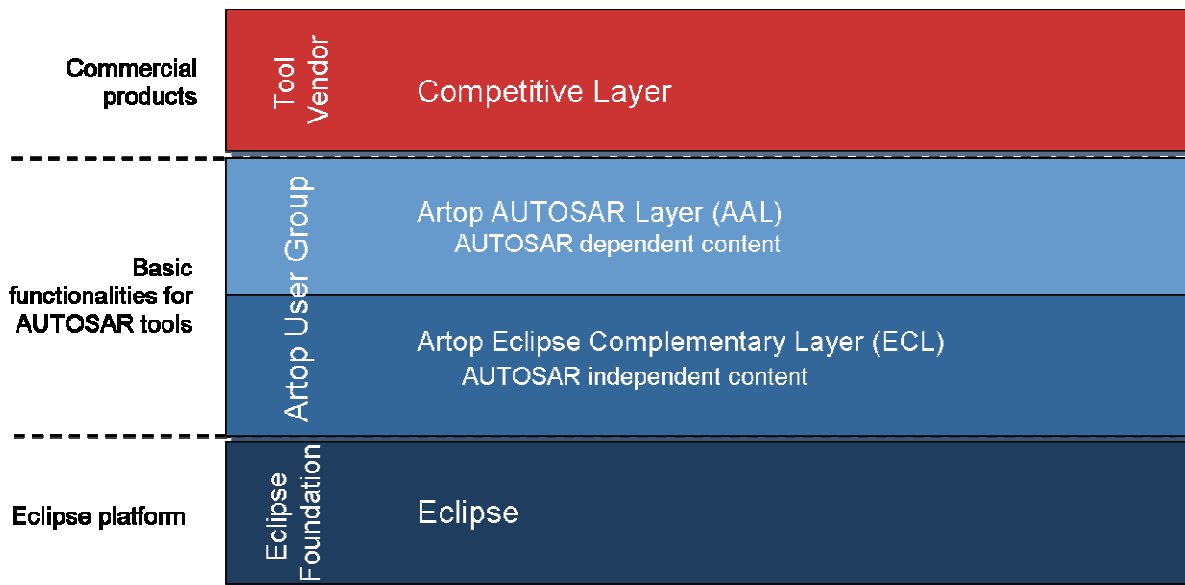 Commercial
products
Tool
Vendor
Competitive Layer
Basic
functionalities for
AUTOSAR tools
Artop User Group
Artop AUTOSAR Layer (AAL)
AUTOSAR dependent content
Artop Eclipse Complementary Layer (ECL)
AUTOSAR independent content
Eclipse platform
Eclipse
Foundation
Eclipse